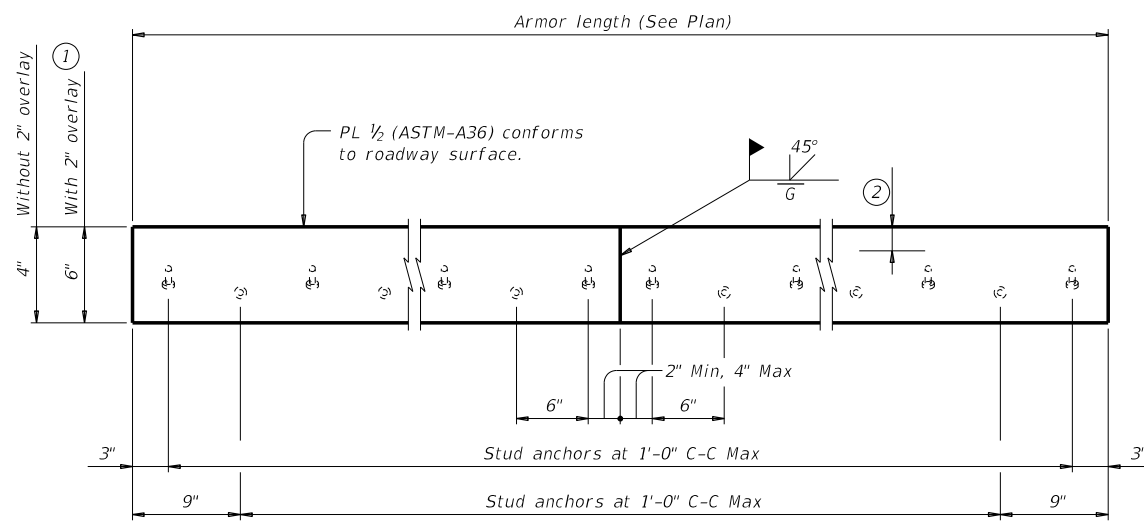 Armor length (See Plan)
Without 2" overlay
With 2" overlay
1
PL ½ (ASTM-A36) conforms
to roadway surface.
45°
G
2
4"
6"
2" Min, 4" Max
6"
6"
3"
Stud anchors at 1'-0" C-C Max
3"
9"
Stud anchors at 1'-0" C-C Max
9"